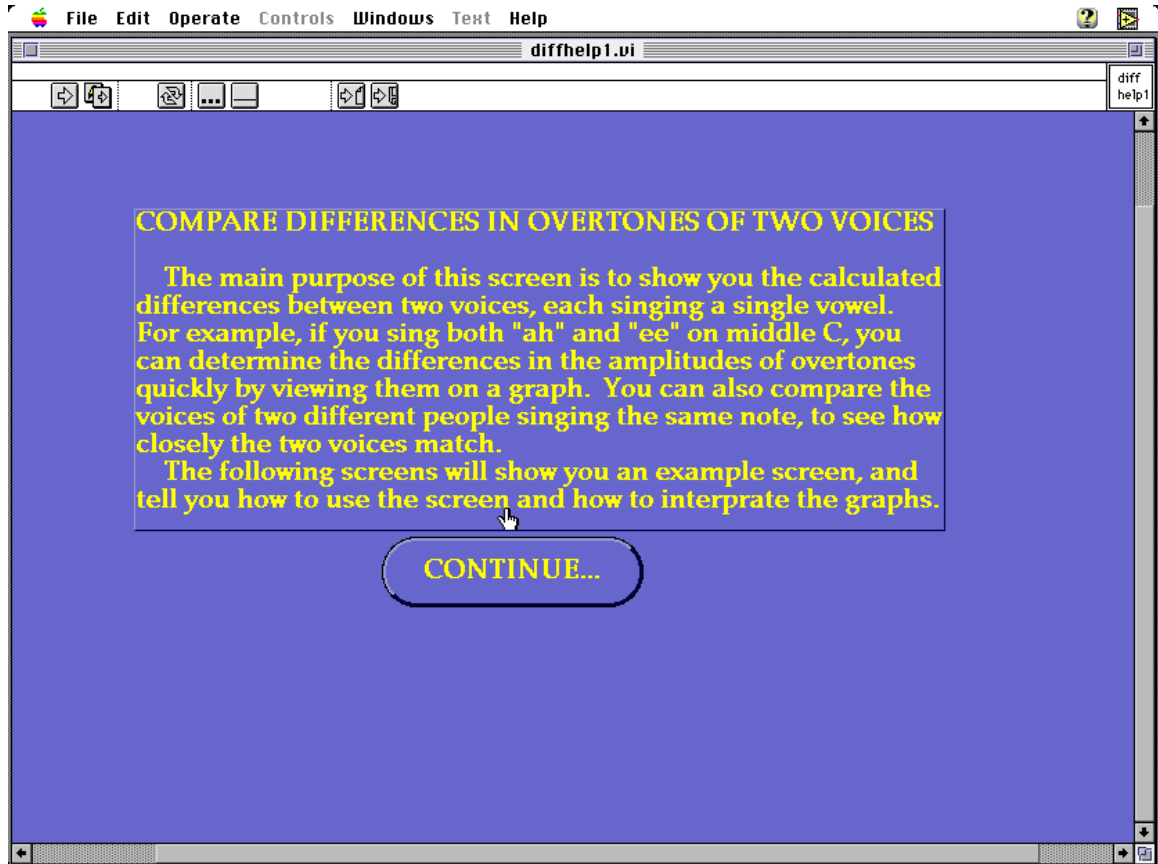 File Edit Operate Controls Windows Text Help
diffhelp1.vi
diff
help1
COMPARE DIFFERENCES IN OVERTONES OF TWO VOICES
The main purpose of this screen is to show you the calculated
differences between two voices, each singing a single vowel.
For example, if you sing both "ah" and "ee" on middle C, you
can determine the differences in the amplitudes of overtones
quickly by viewing them on a graph. You can also compare the
voices of two different people singing the same note, to see how
closely the two voices match.
The following screens will show you an example screen, and
tell you how to use the screen and how to interprate the graphs.
CONTINUE...